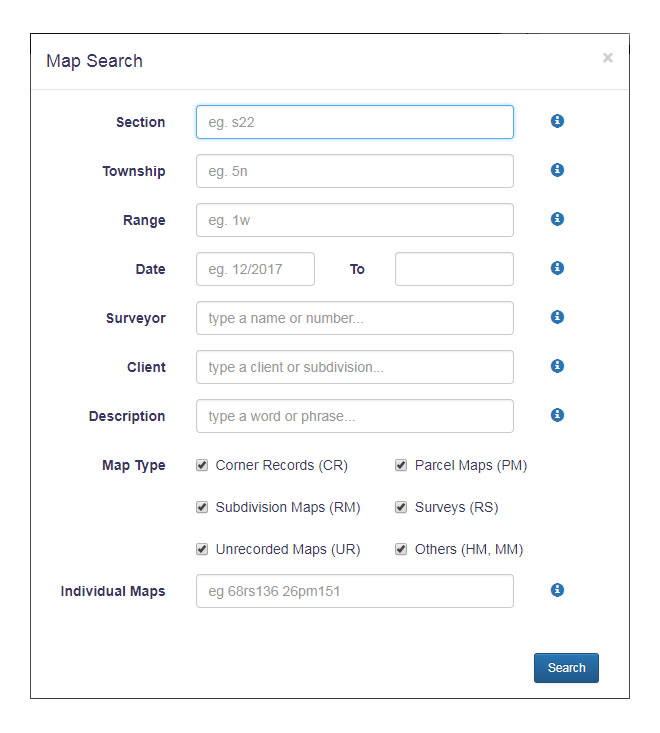 Map Search ×
Section eg. s22
Township eg. 5n
Range eg. 1w
Date eg. 12/2017 To
Surveyor type a name or number...
Client type a client or subdivision...
Description type a word or phrase...
Map Type Corner Records (CR) Parcel Maps (PM)
Subdivision Maps (RM) Surveys (RS)
Unrecorded Maps (UR) Others (HM, MM)
Individual Maps eg 68rs136 26pm151
Search